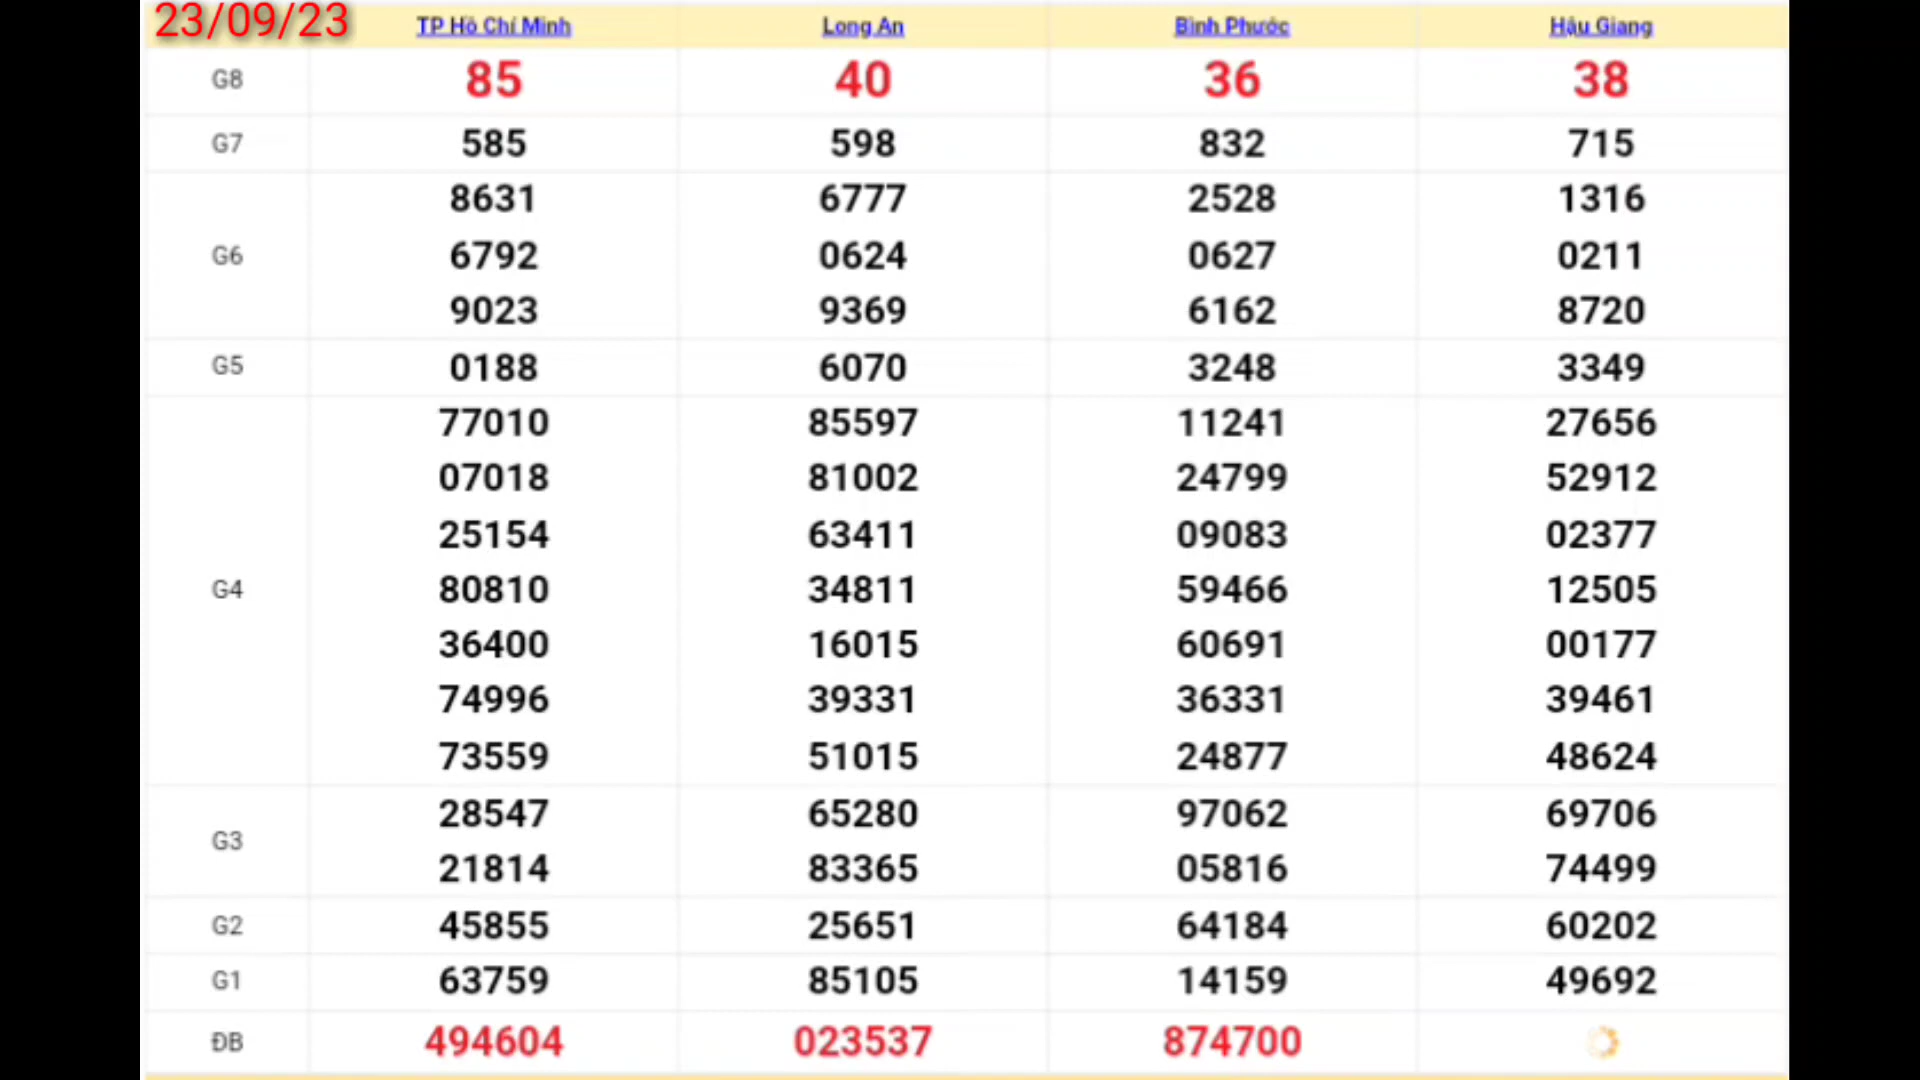 23/09/23 TP Hồ Chí Minh Long An Bình Phước Hậu Giang
G8 85 40 36 38
G7 585 598 832 715
8631 6777 2528 1316
G6 6792 0624 0627 0211
9023 9369 6162 8720
G5 0188 6070 3248 3349
77010 85597 11241 27656
07018 81002 24799 52912
25154 63411 09083 02377
G4 80810 34811 59466 12505
36400 16015 60691 00177
74996 39331 36331 39461
73559 51015 24877 48624
G3 28547 65280 97062 69706
21814 83365 05816 74499
G2 45855 25651 64184 60202
G1 63759 85105 14159 49692
ĐB 494604 023537 874700